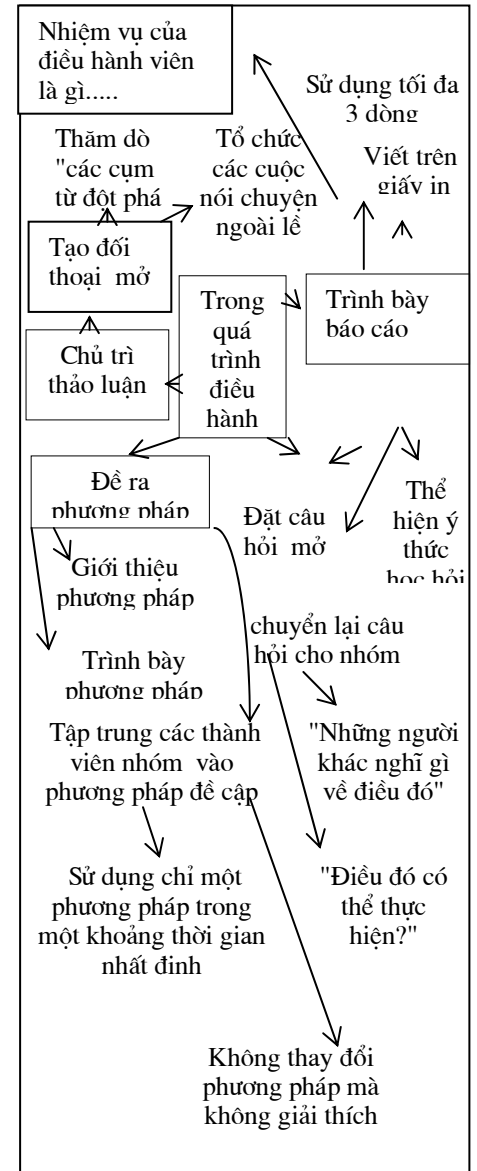 Nhiệm vụ của
điều hành viên
là gì.....
Sử dụng tối đa
3 dòng
Thăm dò
"các cụm
từ đột phá
Tổ chức
các cuộc
nói chuyện
ngoài lề
Viết trên
giấy in
Tạo đối
thoại mở
Trong
quá
trình
điều
hành
Trình bày
báo cáo
Chủ trì
thảo luận
Đề ra
phương pháp
Đặt câu
hỏi mở
Thể
hiện ý
thức
học hỏi
Giới thiệu
phương pháp
chuyển lại câu
hỏi cho nhóm
Trình bày
phương pháp
Tập trung các thành
viên nhóm vào
phương pháp đề cập
"Những người
khác nghĩ gì
về điều đó"
Sử dụng chỉ một
phương pháp trong
một khoảng thời gian
nhất đinh
"Điều đó có
thể thực
hiện?"
Không thay đổi
phương pháp mà
không giải thích